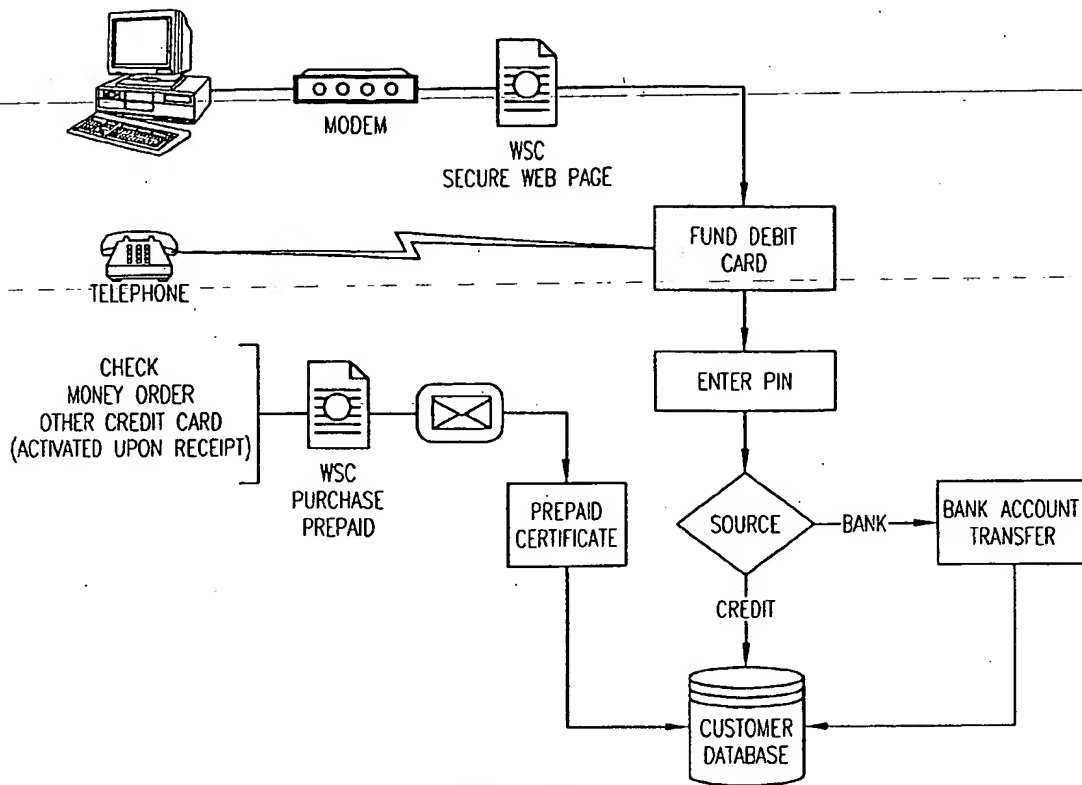 MODEM
WSC
SECURE WEB PAGE
FUND DEBIT
CARD
TELEPHONE
ENTER PIN
CHECK
MONEY ORDER
OTHER CREDIT CARD
(ACTIVATED UPON RECEIPT)
WSC
PURCHASE
PREPAID
PREPAID
CERTIFICATE
SOURCE
BANK
BANK ACCOUNT
TRANSFER
CREDIT
CUSTOMER
DATABASE